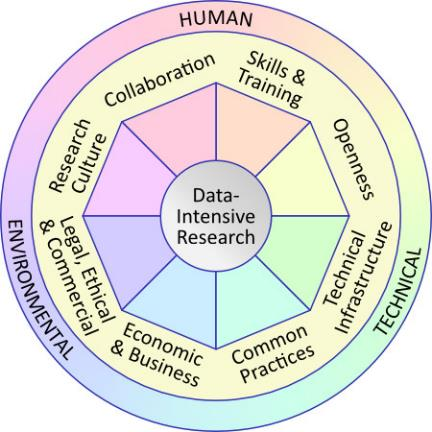 HUMAN
Collaboration
Skills &
Training
Openness
Technical
Infrastructure
TECHNICAL
Common
Practices
Economic
& Business
Legal, Ethical
& Commercial
ENVIRONMENTAL
Research
Culture
Data-
Intensive
Research